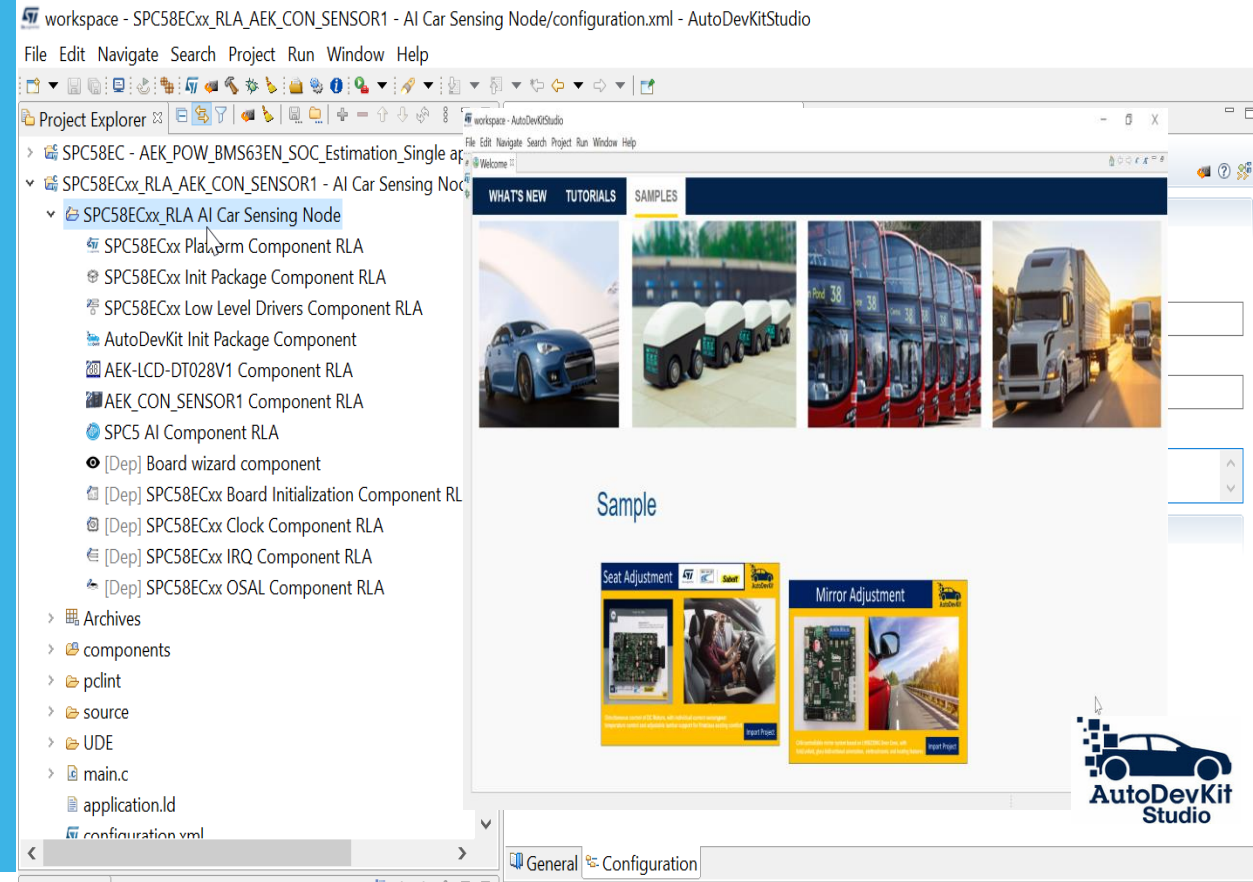 workspace - SPC58ECxx_RLA_AEK_CON_SENSOR1 - AI Car Sensing Node/configuration.xml - AutoDevKitStudio
File Edit Navigate Search Project Run Window Help
Project Explorer
SPC58EC - AEK_POW_BMS63EN_SOC_Estimation_Single ap
SPC58ECxx_RLA_AEK_CON_SENSOR1 - AI Car Sensing Noc
SPC58ECxx_RLA AI Car Sensing Node
SPC58ECxx Platform Component RLA
SPC58ECxx Init Package Component RLA
SPC58ECxx Low Level Drivers Component RLA
AutoDevKit Init Package Component
AEK-LCD-DT028V1 Component RLA
AEK_CON_SENSOR1 Component RLA
SPC5 AI Component RLA
[Dep] Board wizard component
[Dep] SPC58ECxx Board Initialization Component RL
[Dep] SPC58ECxx Clock Component RLA
[Dep] SPC58ECxx IRQ Component RLA
[Dep] SPC58ECxx OSAL Component RLA
Archives
components
pclint
source
UDE
main.c
application.ld
configuration.xml
workspace - AutoDevKitStudio
File Edit Navigate Search Project Run Window Help
Welcome
WHAT'S NEW TUTORIALS SAMPLES
Pond 38
38
Sample
Seat Adjustment
Sabelt
AutoDevKit
Import Project
Mirror Adjustment
AutoDevKit
Import Project
AutoDevKit
Studio
General Configuration